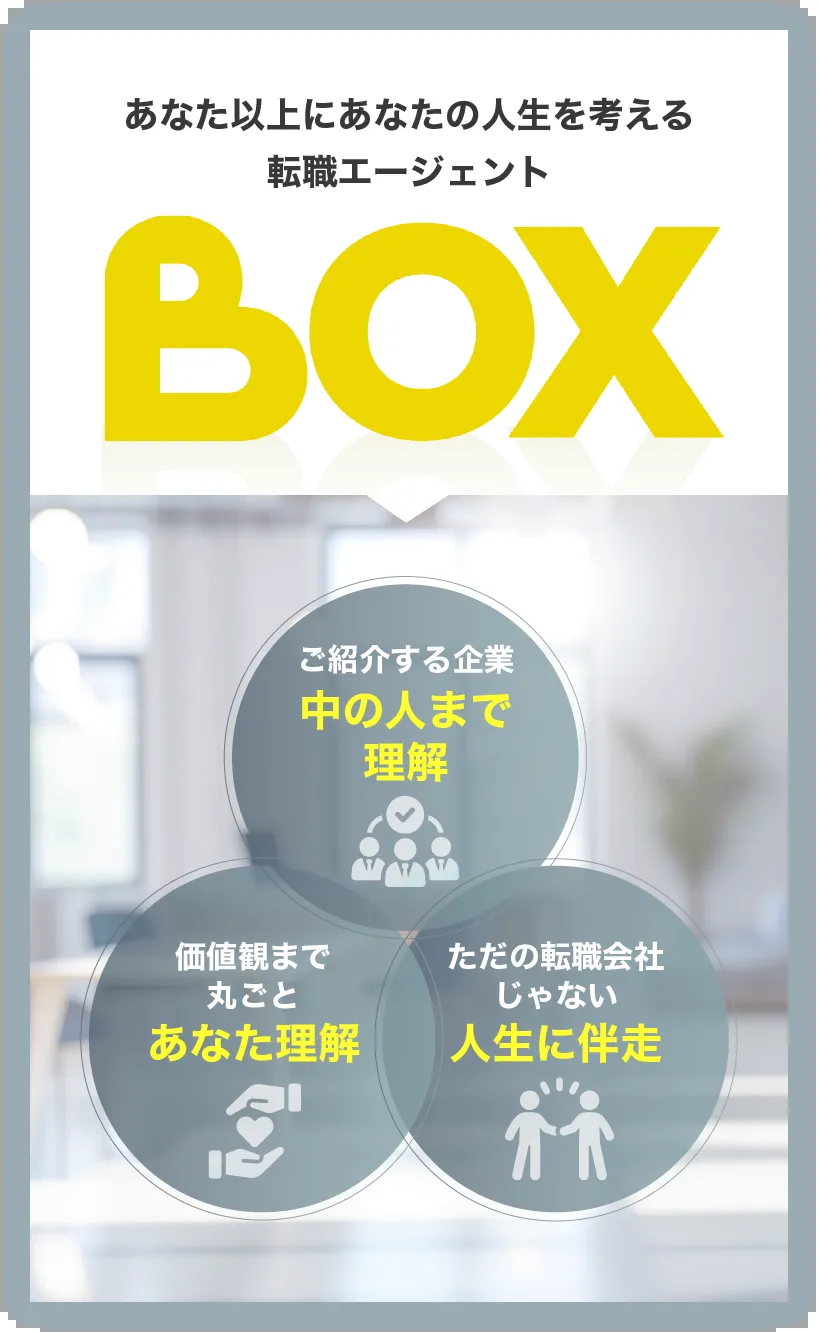 あなた以上にあなたの人生を考える
転職エージェント
BOX
ご紹介する企業
中の人まで
理解
価値観まで
丸ごと
あなた理解
ただの転職会社
じゃない
人生に伴走